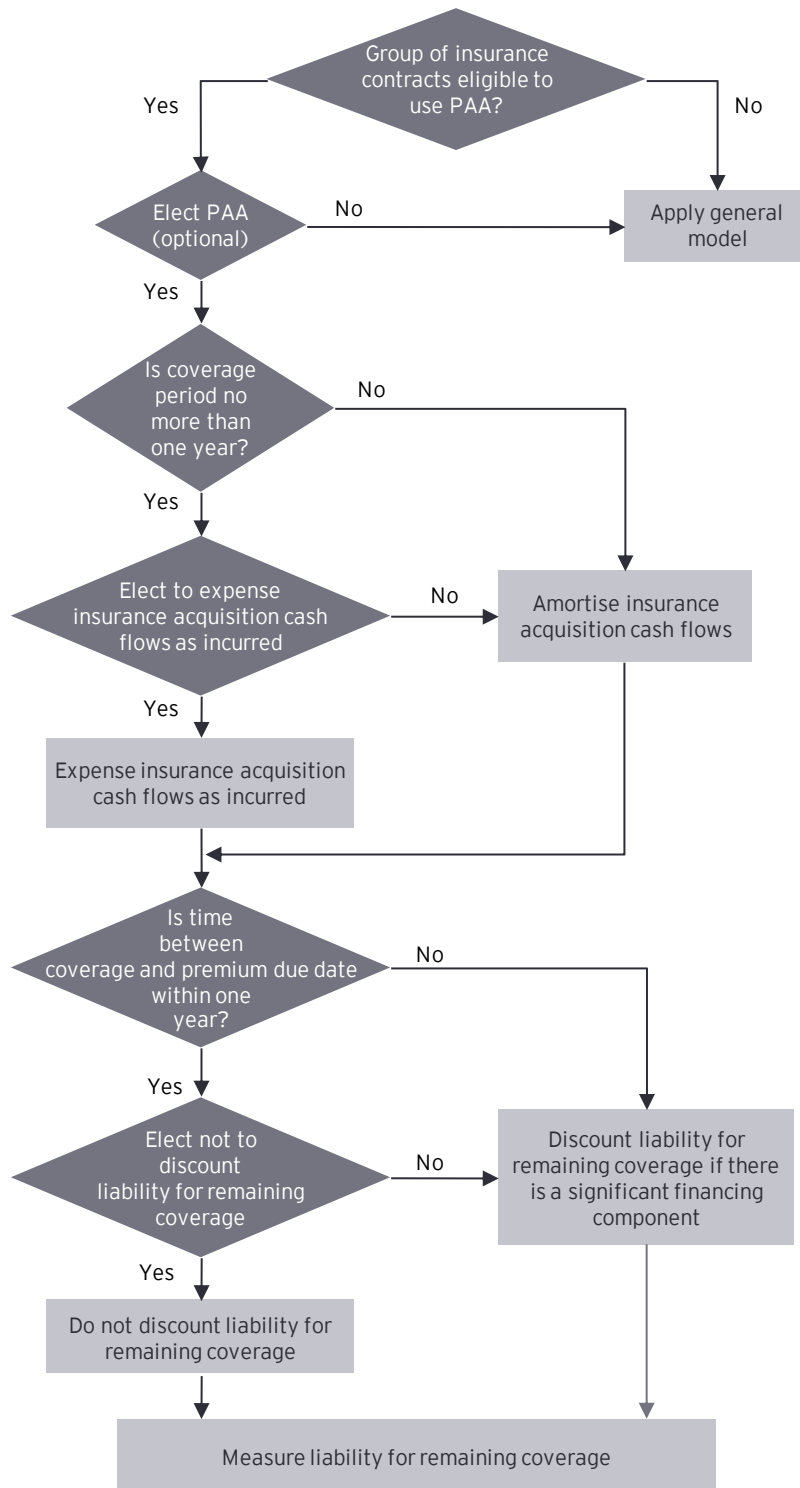 Group of insurance
contracts eligible to
use PAA?
Yes
No
Elect PAA
(optional)
No
Apply general
model
Yes
Is coverage
period no
more than
one year?
No
Yes
Elect to expense
insurance acquisition cash
flows as incurred
No
Amortise insurance
acquisition cash flows
Yes
Expense insurance acquisition
cash flows as incurred
Is time
between
coverage and premium due date
within one
year?
No
Yes
Elect not to
discount
liability for remaining
coverage
No
Discount liability for
remaining coverage if there
is a significant financing
component
Yes
Do not discount liability for
remaining coverage
Measure liability for remaining coverage